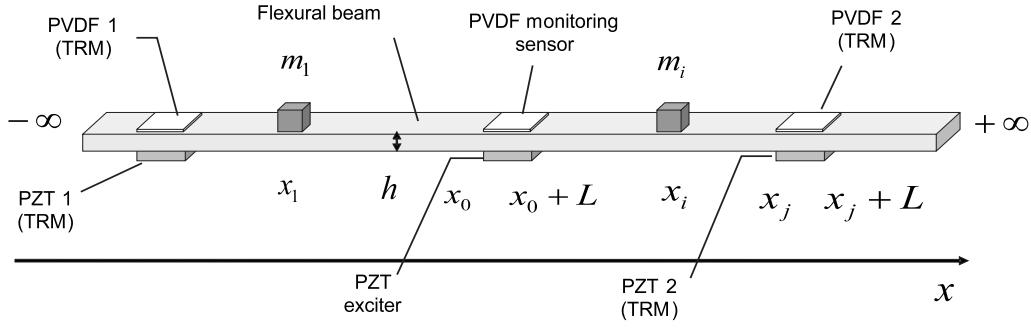 PVDF 1
(TRM)
Flexural beam
PVDF monitoring
sensor
PVDF 2
(TRM)
m₁
mᵢ
− ∞
+ ∞
PZT 1
(TRM)
x₁
h
x₀
x₀ + L
xᵢ
xⱼ
xⱼ + L
PZT
exciter
PZT 2
(TRM)
x